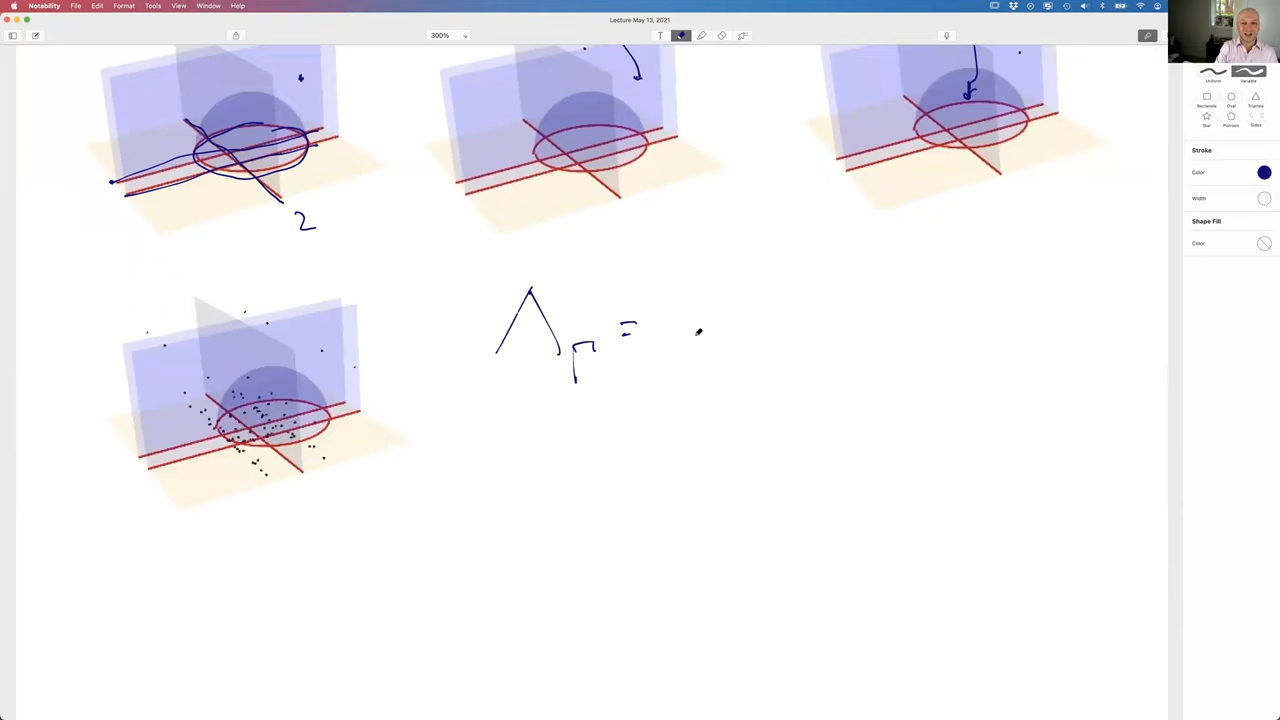 Notability File Edit Format Tools View Window Help
Lecture May 13, 2021
300%
T
Uniform Variable
Rectangle Oval Triangle
Star Polygon Sides
Stroke
Color
Width
Shape Fill
Color
2
Λ_Γ =